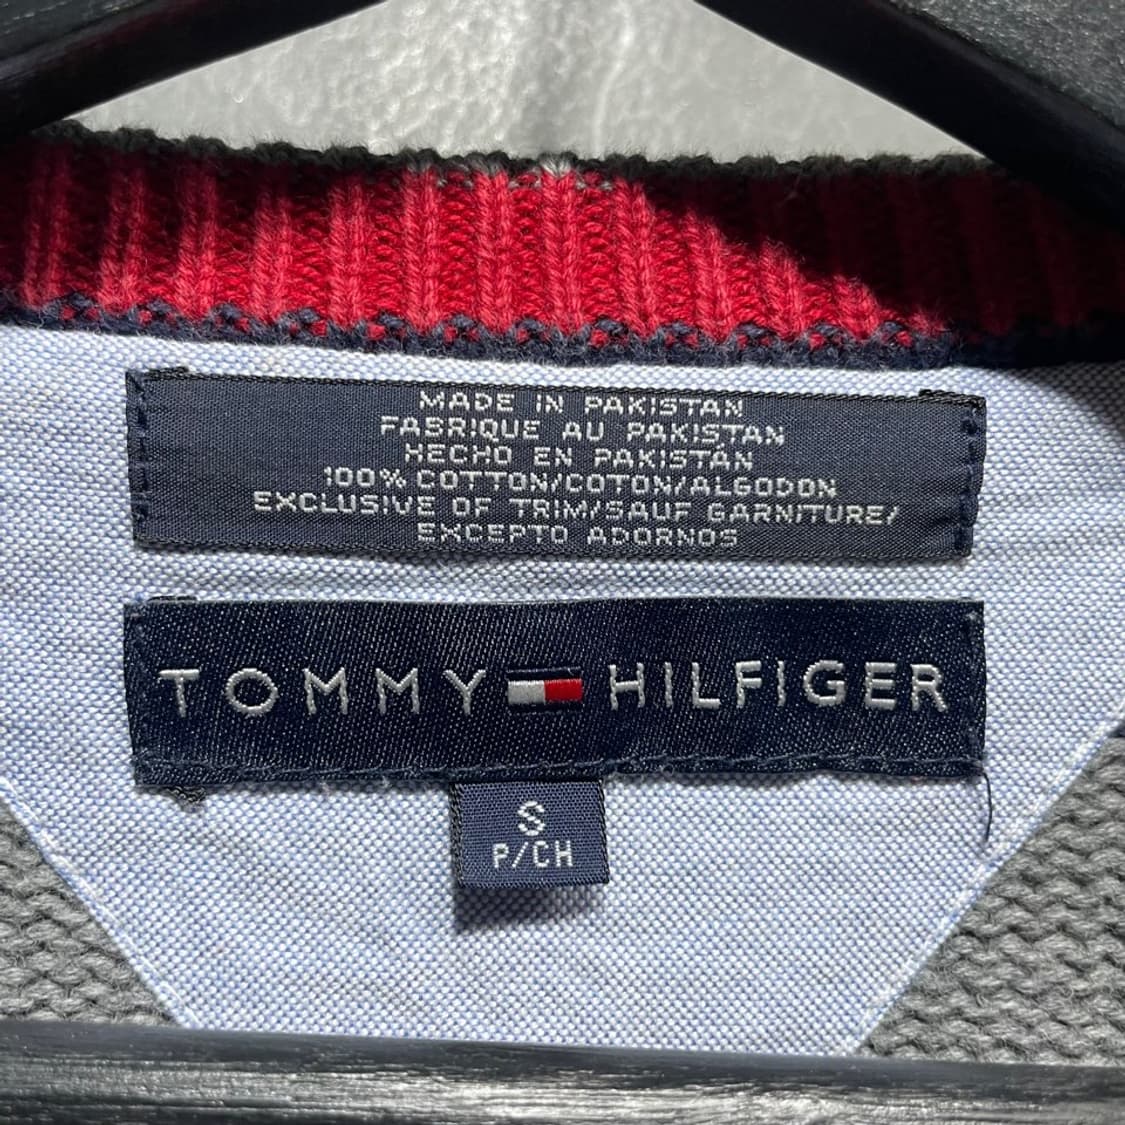 MADE IN PAKISTAN
FABRIQUE AU PAKISTAN
HECHO EN PAKISTÁN
100% COTTON/COTON/ALGODON
EXCLUSIVE OF TRIM/SAUF GARNITURE/
EXCEPTO ADORNOS
TOMMY HILFIGER
S
P/CH